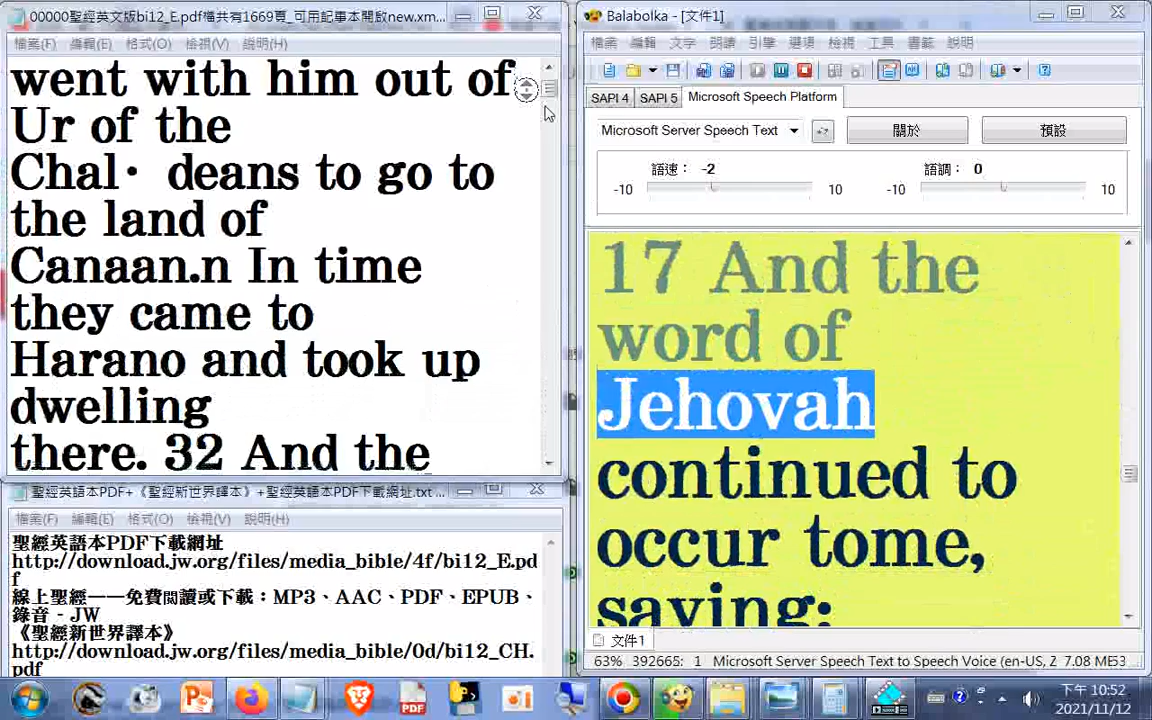 00000聖經英文版bi12_E.pdf檔共有1669頁_可用記事本開啟new.xm...
檔案(F) 編輯(E) 格式(O) 檢視(V) 說明(H)
went with him out of
Ur of the
Chal· deans to go to
the land of
Canaan.n In time
they came to
Harano and took up
dwelling
there. 32 And the
聖經英語本PDF+《聖經新世界譯本》+聖經英語本PDF下載網址.txt ...
檔案(F) 編輯(E) 格式(O) 檢視(V) 說明(H)
聖經英語本PDF下載網址
http://download.jw.org/files/media_bible/4f/bi12_E.pd
f
線上聖經——免費閱讀或下載：MP3、AAC、PDF、EPUB、
錄音 - JW
《聖經新世界譯本》
http://download.jw.org/files/media_bible/0d/bi12_CH.
pdf
Balabolka - [文件1]
檔案 編輯 文字 朗讀 引擎 選項 檢視 工具 書籤 說明
SAPI 4 SAPI 5 Microsoft Speech Platform
Microsoft Server Speech Text 關於 預設
語速： -2 語調： 0
-10 10 -10 10
17 And the
word of
Jehovah
continued to
occur tome,
saying:
文件1
63% 392665: 1 Microsoft Server Speech Text to Speech Voice (en-US, Z 7.08 ME53
PDF
下午 10:52
2021/11/12